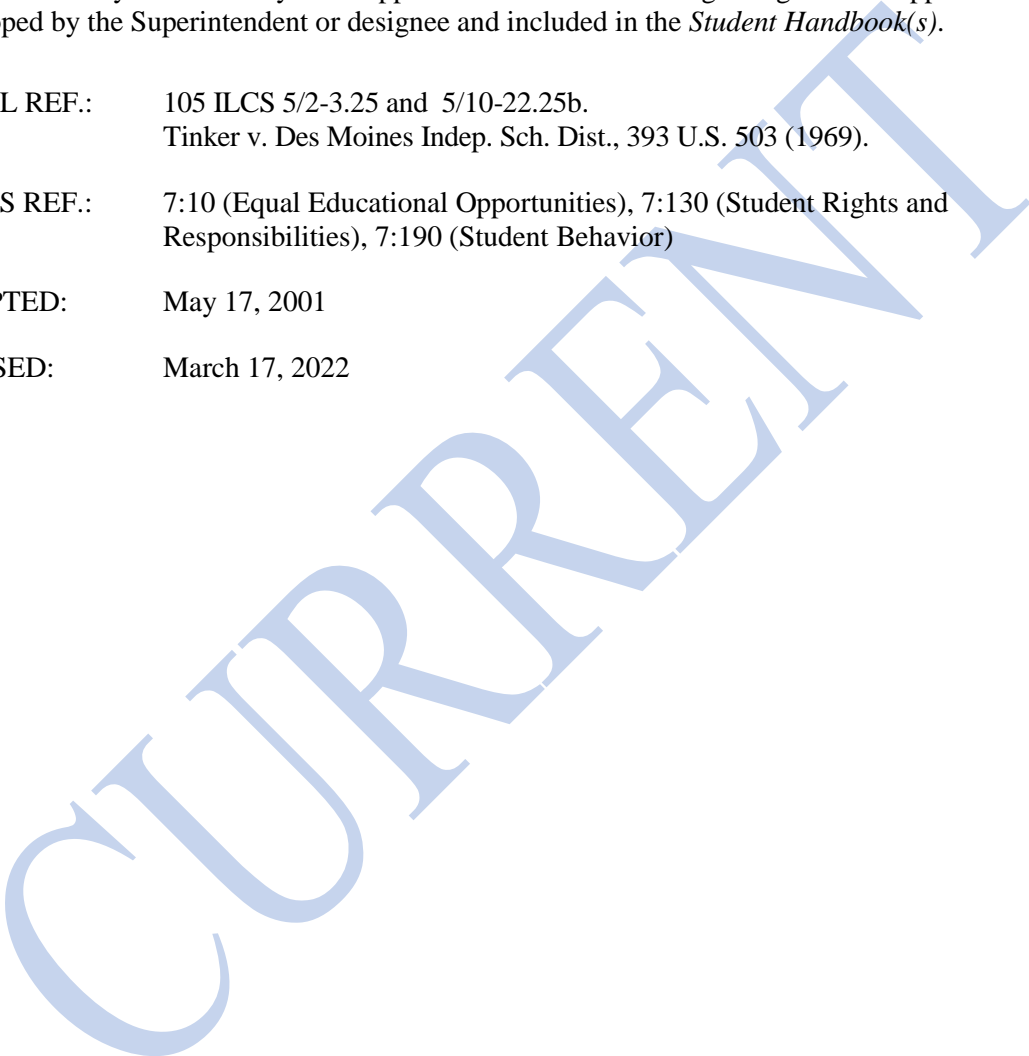 oped by the Superintendent or designee and included in the Student Handbook(s).
L REF.: 105 ILCS 5/2-3.25 and 5/10-22.25b.
Tinker v. Des Moines Indep. Sch. Dist., 393 U.S. 503 (1969).
S REF.: 7:10 (Equal Educational Opportunities), 7:130 (Student Rights and
Responsibilities), 7:190 (Student Behavior)
PTED: May 17, 2001
SED: March 17, 2022
CURRENT